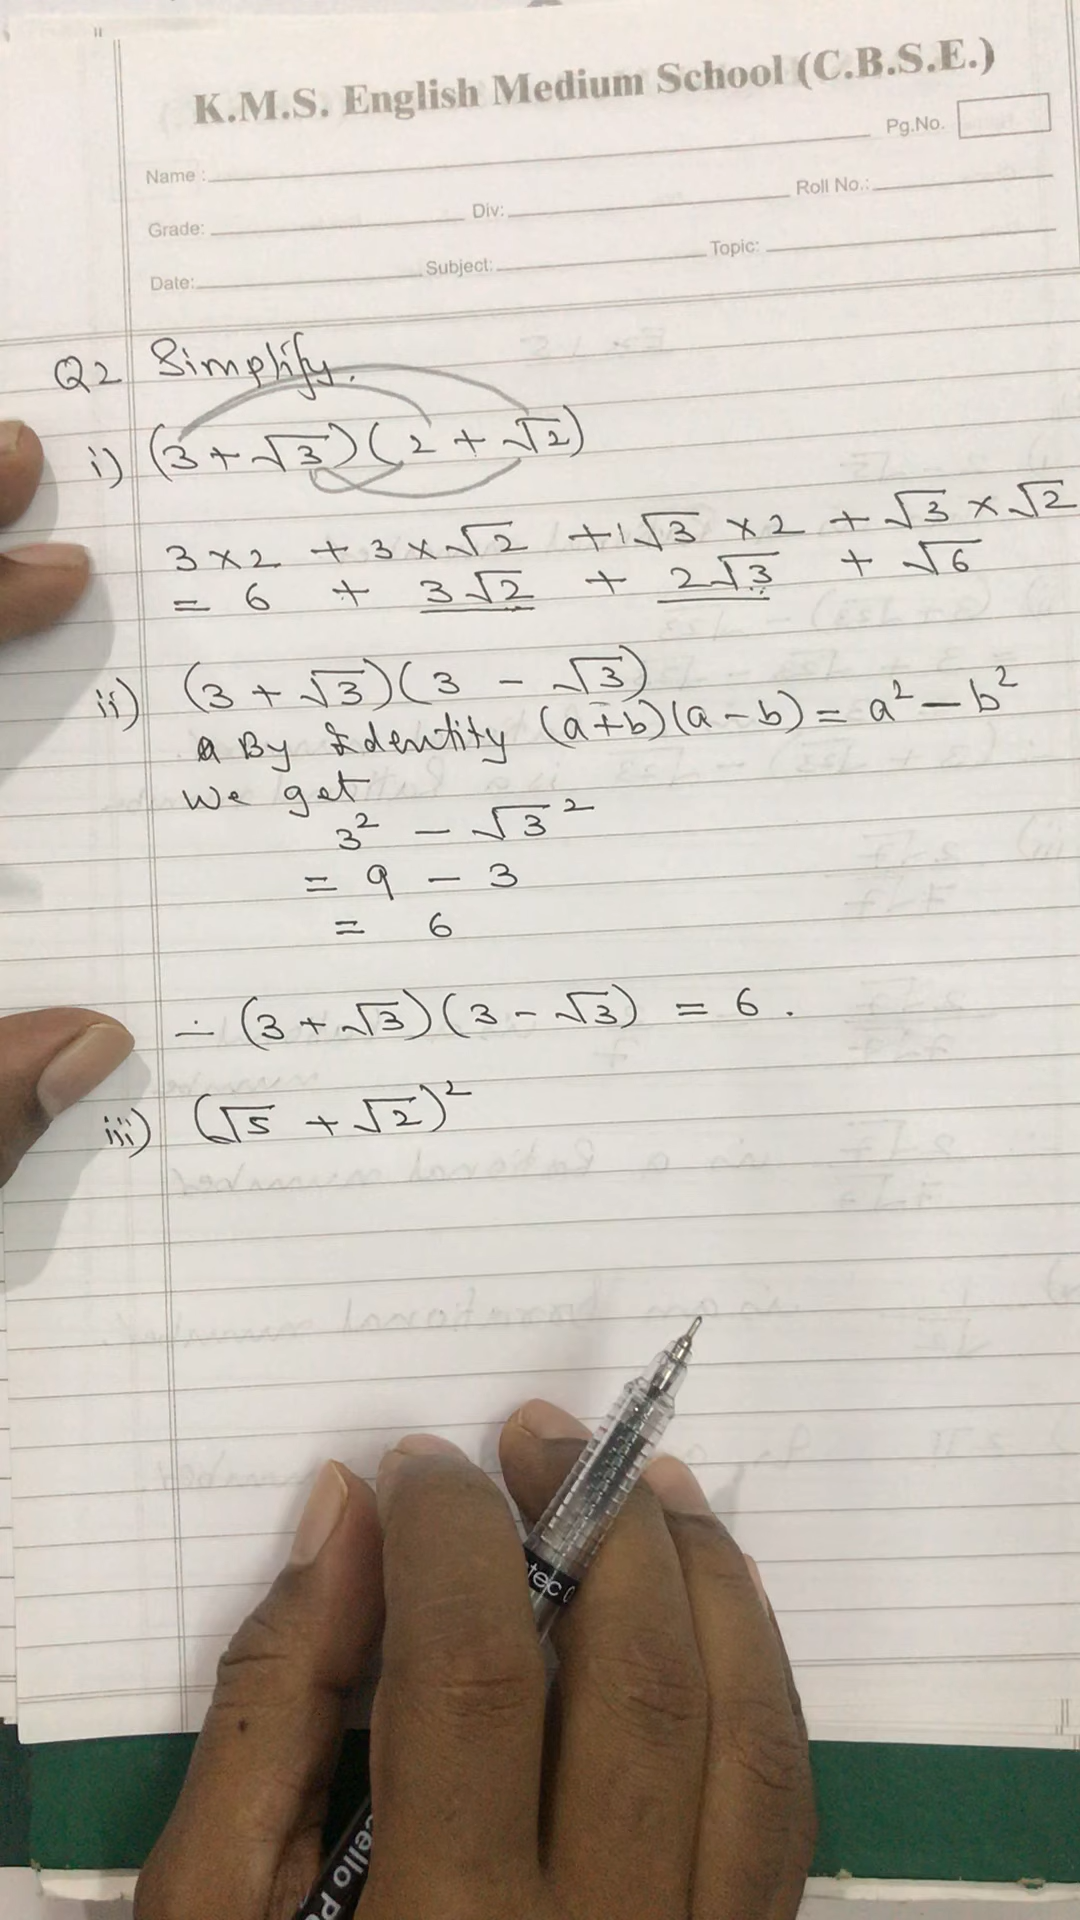 K.M.S. English Medium School (C.B.S.E.)
Pg.No.
Name :
Roll No.:
Grade:
Div:
Date:
Subject:
Topic:
Q2 Simplify.
i) (3 + √3)(2 + √2)
3 × 2 + 3 × √2 + √3 × 2 + √3 × √2
= 6 + 3√2 + 2√3 + √6
ii) (3 + √3)(3 - √3)
a By Identity (a+b)(a-b) = a² - b²
We get
3² - √3²
= 9 - 3
= 6
∴ (3 + √3)(3 - √3) = 6.
iii) (√5 + √2)²
tec
ello P